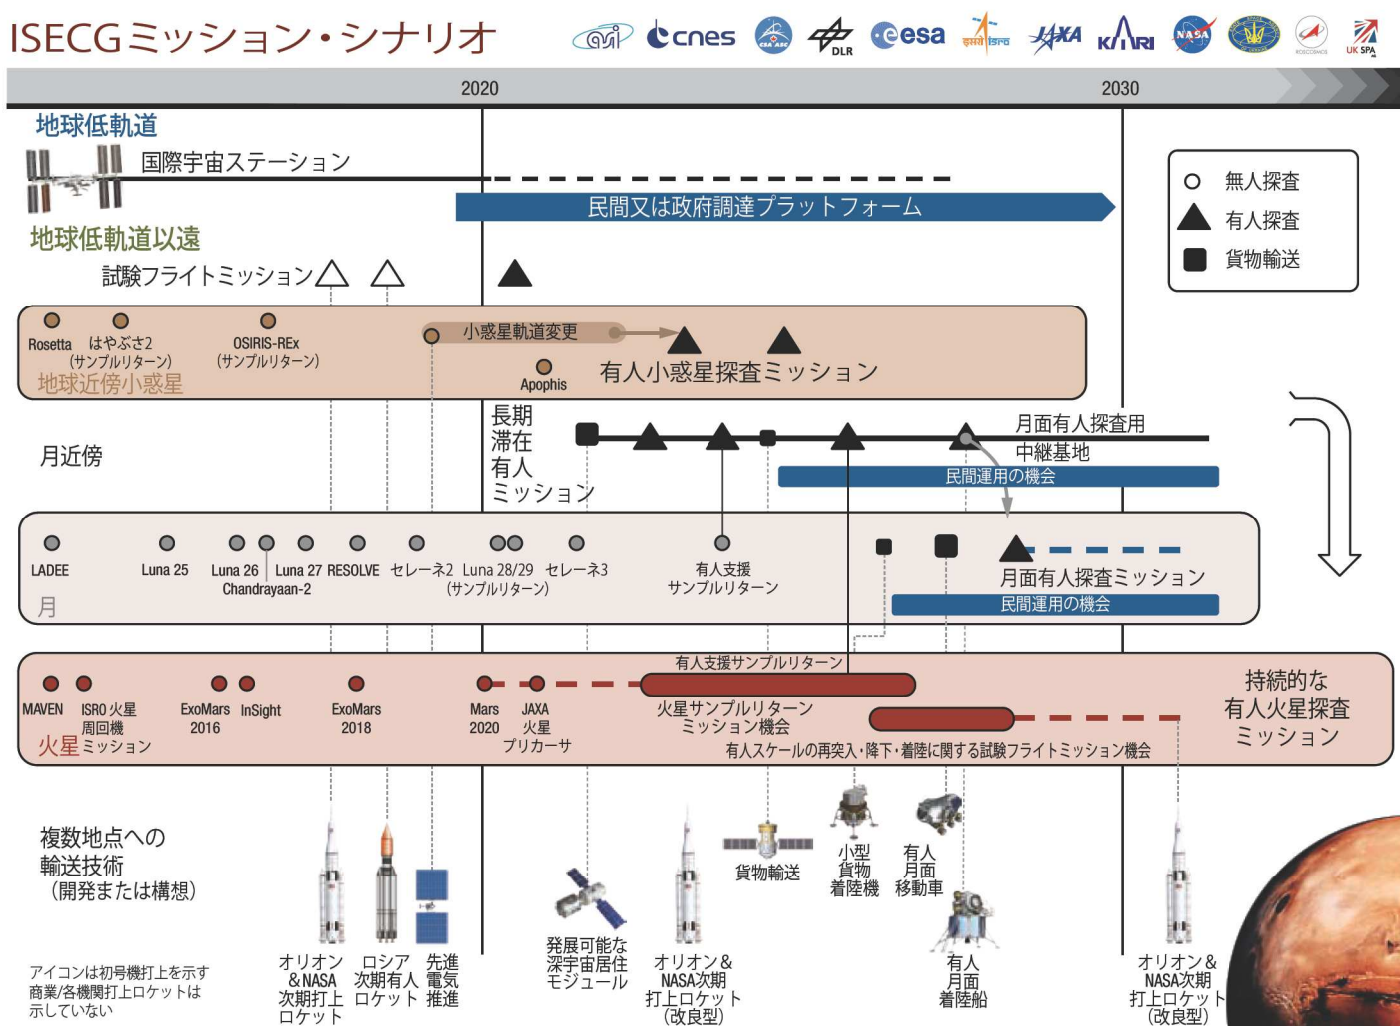 ISECGミッション・シナリオ
asi
cnes
CSA ASC
DLR
esa
इसरो isro
JAXA
KARI
NASA
ROSCOSMOS
UK SPA
2020
2030
地球低軌道
国際宇宙ステーション
民間又は政府調達プラットフォーム
無人探査
有人探査
貨物輸送
地球低軌道以遠
試験フライトミッション
Rosetta
はやぶさ2
(サンプルリターン)
OSIRIS-REx
(サンプルリターン)
小惑星軌道変更
Apophis
有人小惑星探査ミッション
地球近傍小惑星
月近傍
長期
滞在
有人
ミッション
月面有人探査用
中継基地
民間運用の機会
LADEE
Luna 25
Luna 26
Chandrayaan-2
Luna 27
RESOLVE
セレーネ2
Luna 28/29
(サンプルリターン)
セレーネ3
有人支援
サンプルリターン
月面有人探査ミッション
民間運用の機会
月
有人支援サンプルリターン
MAVEN
ISRO 火星
周回機
ミッション
ExoMars
2016
InSight
ExoMars
2018
Mars
2020
JAXA
火星
プリカーサ
火星サンプルリターン
ミッション機会
有人スケールの再突入・降下・着陸に関する試験フライトミッション機会
持続的な
有人火星探査
ミッション
火星
複数地点への
輸送技術
(開発または構想)
オリオン
&NASA
次期打上
ロケット
ロシア
次期有人
ロケット
先進
電気
推進
発展可能な
深宇宙居住
モジュール
オリオン&
NASA次期
打上ロケット
(改良型)
貨物輸送
小型
貨物
着陸機
有人
月面
移動車
有人
月面
着陸船
オリオン&
NASA次期
打上ロケット
(改良型)
アイコンは初号機打上を示す
商業/各機関打上ロケットは
示していない